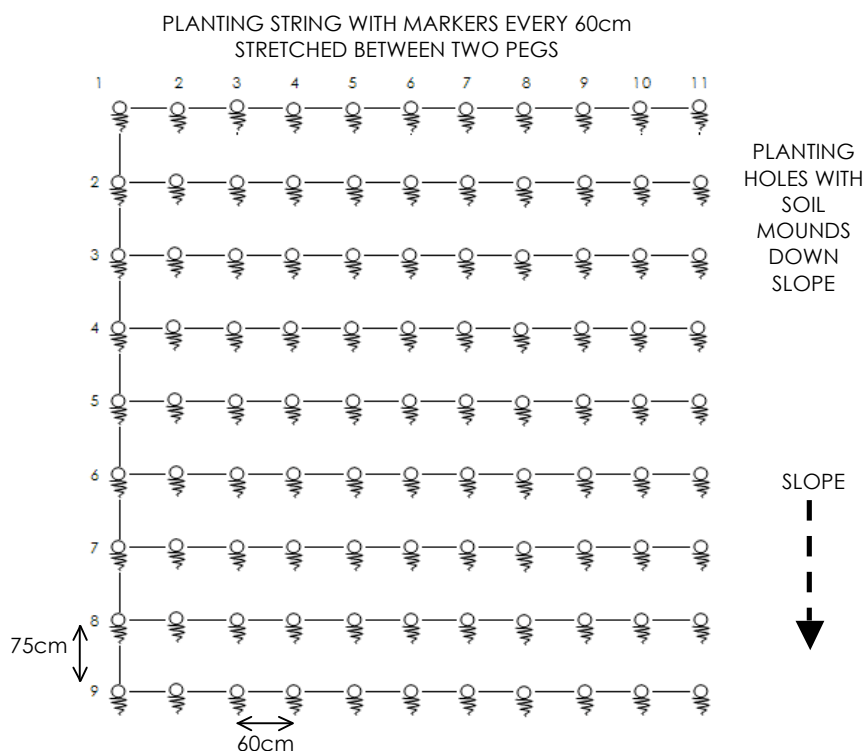 PLANTING STRING WITH MARKERS EVERY 60cm
STRETCHED BETWEEN TWO PEGS
1 2 3 4 5 6 7 8 9 10 11
PLANTING
HOLES WITH
SOIL
MOUNDS
DOWN
SLOPE
2
3
4
5
6
7
8
9
SLOPE
75cm
60cm